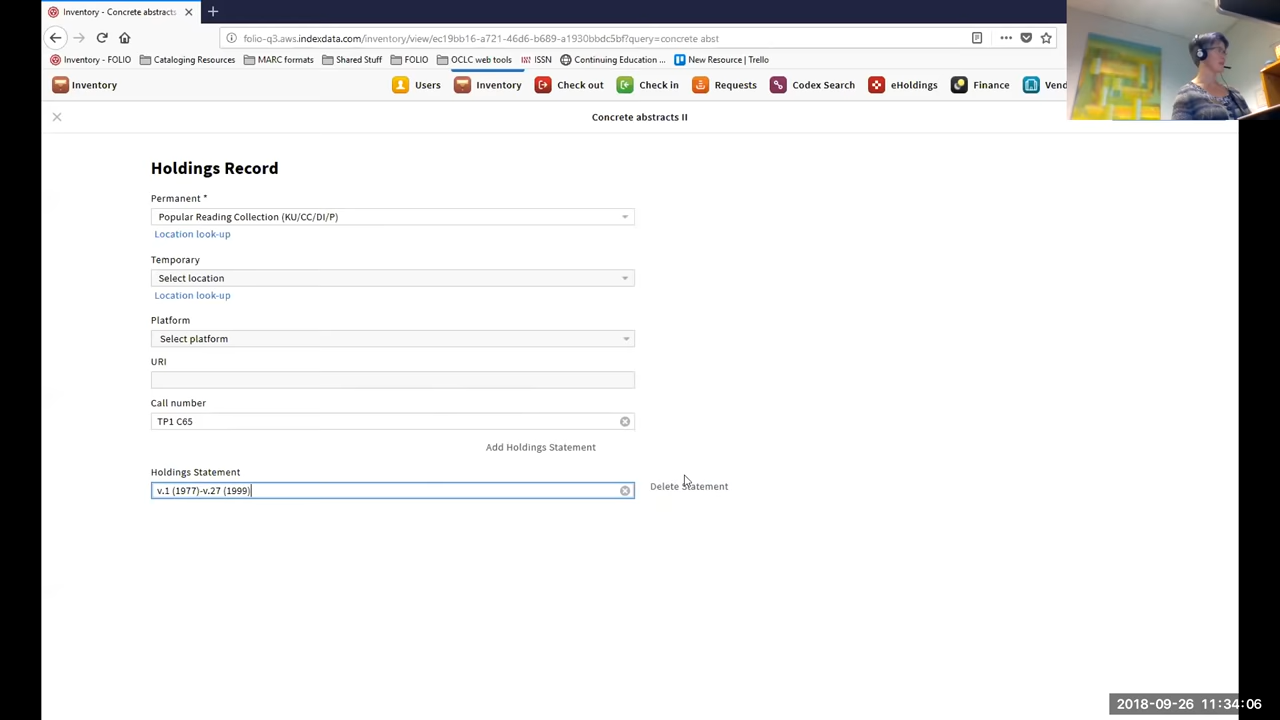 Inventory - Concrete abstracts
folio-q3.aws.indexdata.com/inventory/view/ec19bb16-a721-46d6-b689-a1930bbdc5bf?query=concrete abst
Inventory - FOLIO
Cataloging Resources
MARC formats
Shared Stuff
FOLIO
OCLC web tools
ISSN
Continuing Education ...
New Resource | Trello
Inventory
Users
Inventory
Check out
Check in
Requests
Codex Search
eHoldings
Finance
Vend
Concrete abstracts II
Holdings Record
Permanent *
Popular Reading Collection (KU/CC/DI/P)
Location look-up
Temporary
Select location
Location look-up
Platform
Select platform
URI
Call number
TP1 C65
Add Holdings Statement
Holdings Statement
v.1 (1977)-v.27 (1999)
Delete Statement
2018-09-26 11:34:06